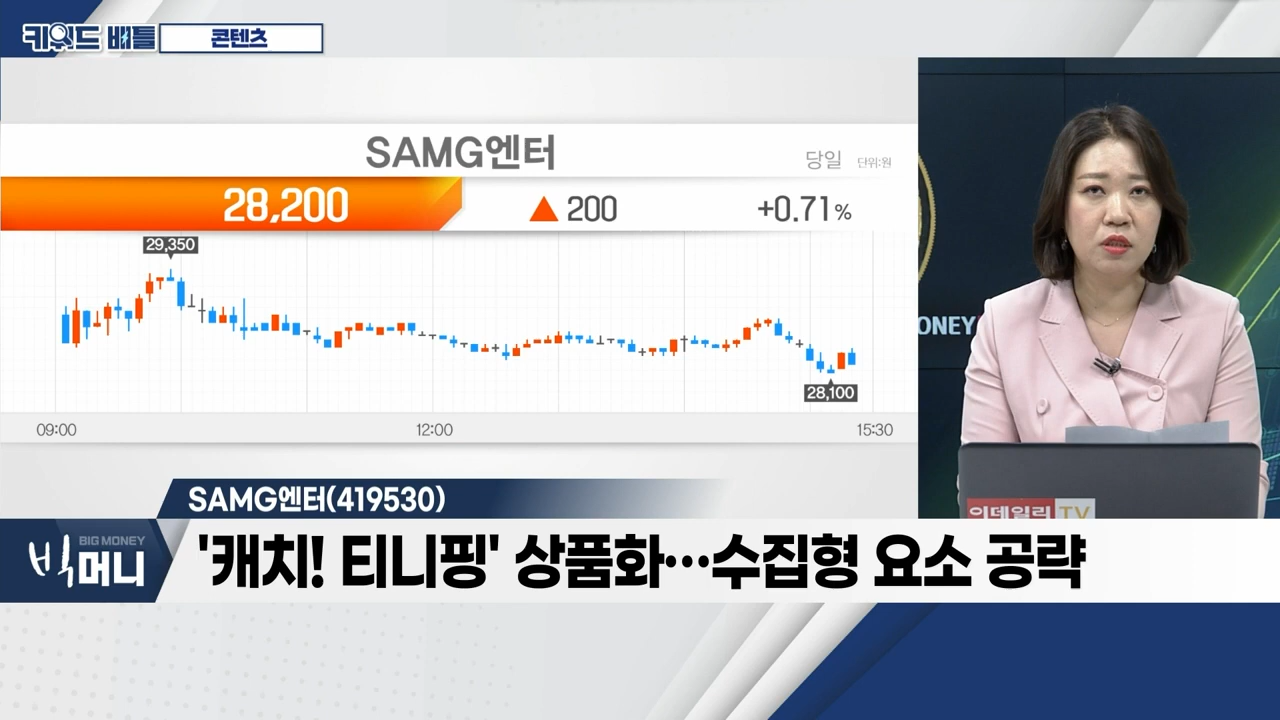 키워드 배틀 콘텐츠
SAMG엔터
당일 단위:원
28,200 ▲ 200 +0.71%
29,350
28,100
09:00 12:00 15:30
ONEY
이데일리 TV
SAMG엔터(419530)
BIG MONEY
빅머니
'캐치! 티니핑' 상품화…수집형 요소 공략